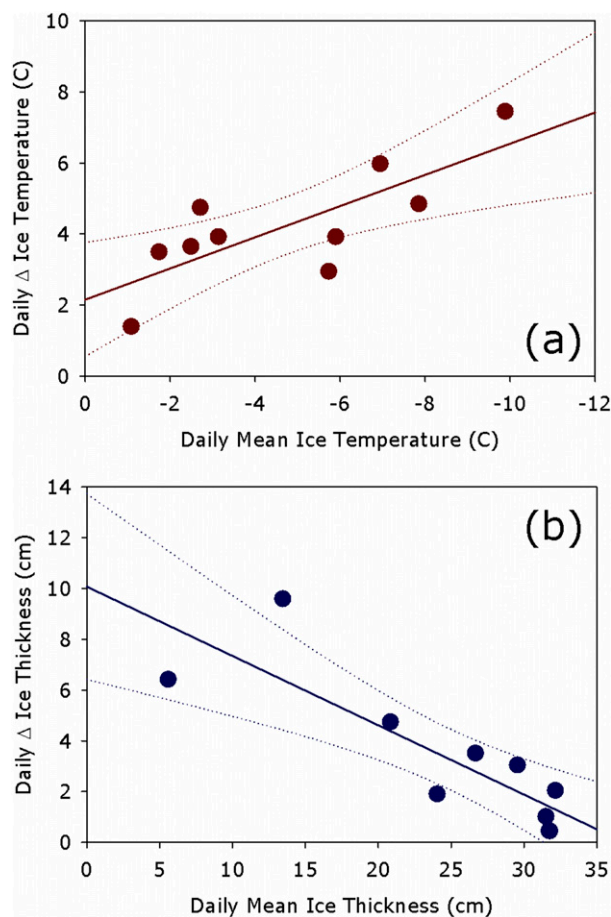 10
8
6
4
2
0
Daily Δ Ice Temperature (C)
(a)
0 -2 -4 -6 -8 -10 -12
Daily Mean Ice Temperature (C)
14
12
10
8
6
4
2
0
Daily Δ Ice Thickness (cm)
(b)
0 5 10 15 20 25 30 35
Daily Mean Ice Thickness (cm)